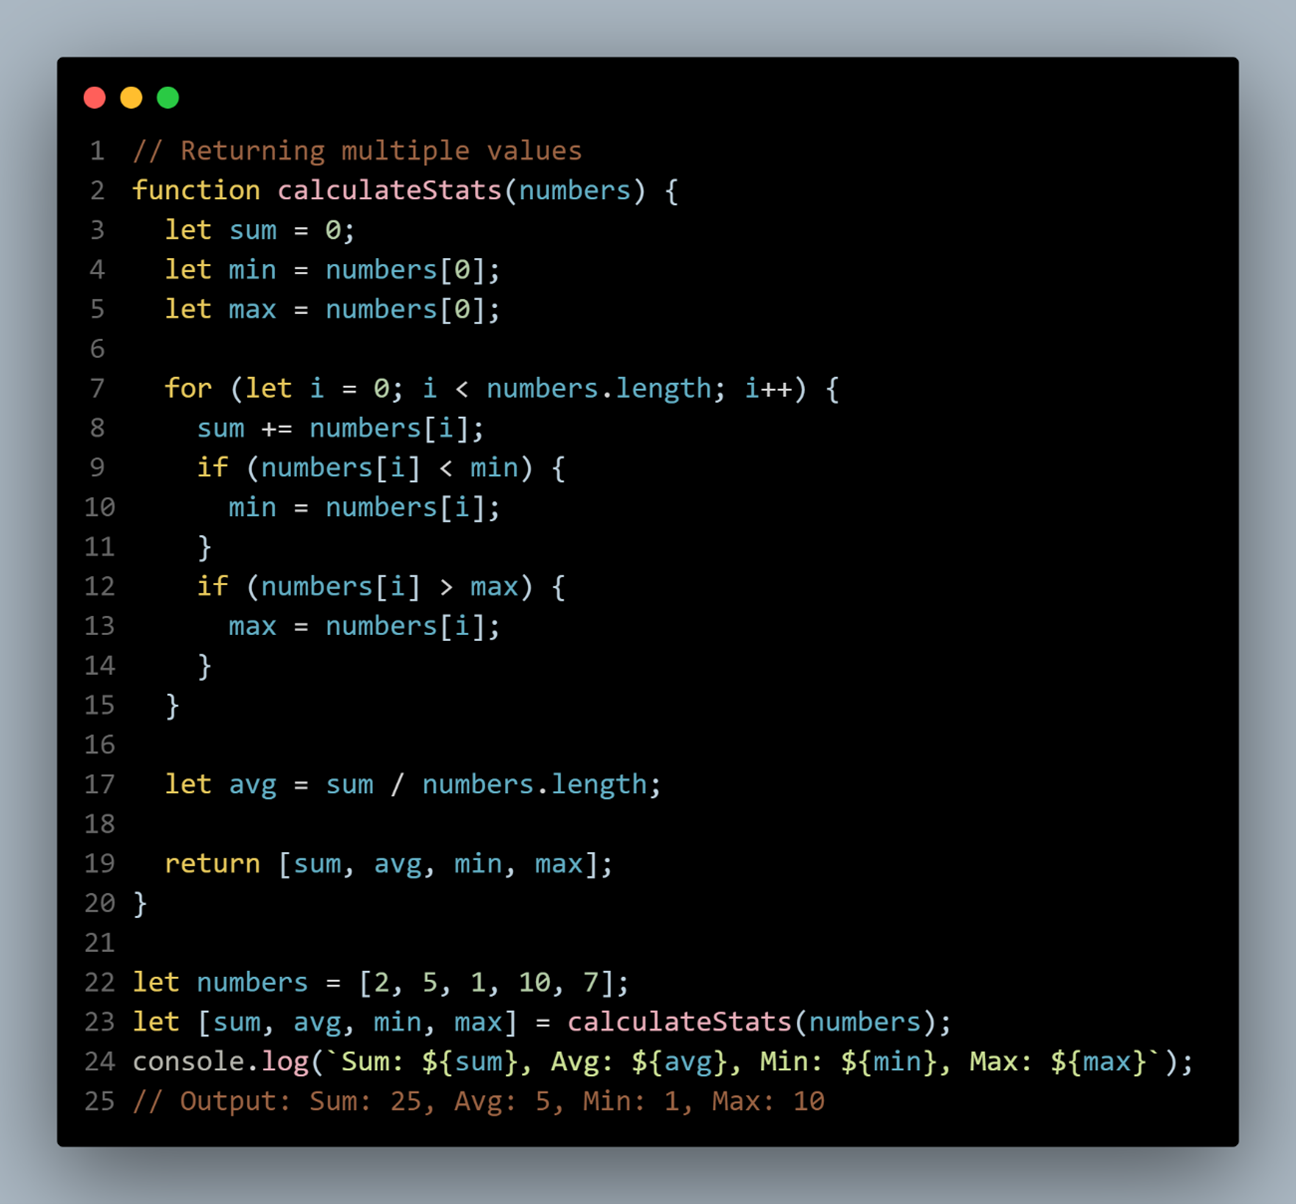 1 // Returning multiple values
2 function calculateStats(numbers) {
3   let sum = 0;
4   let min = numbers[0];
5   let max = numbers[0];
6
7   for (let i = 0; i < numbers.length; i++) {
8     sum += numbers[i];
9     if (numbers[i] < min) {
10       min = numbers[i];
11     }
12     if (numbers[i] > max) {
13       max = numbers[i];
14     }
15   }
16
17   let avg = sum / numbers.length;
18
19   return [sum, avg, min, max];
20 }
21
22 let numbers = [2, 5, 1, 10, 7];
23 let [sum, avg, min, max] = calculateStats(numbers);
24 console.log(`Sum: ${sum}, Avg: ${avg}, Min: ${min}, Max: ${max}`);
25 // Output: Sum: 25, Avg: 5, Min: 1, Max: 10